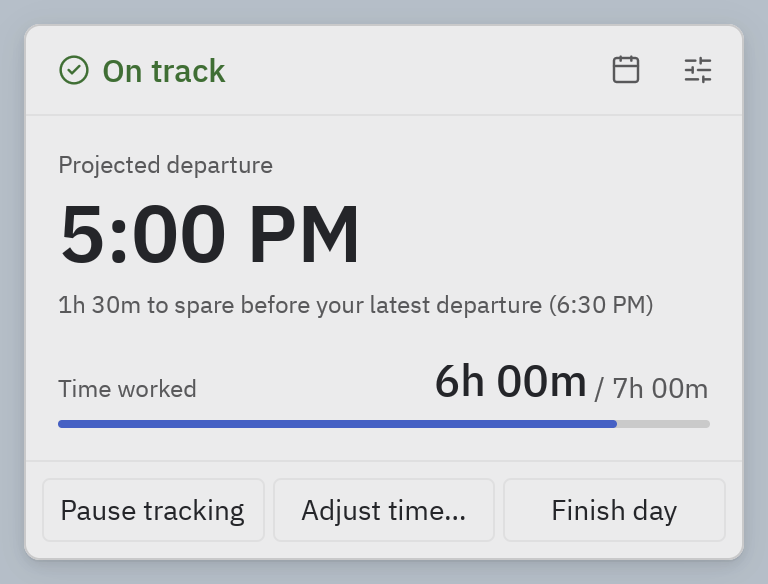 On track
Projected departure
5:00 PM
1h 30m to spare before your latest departure (6:30 PM)
Time worked
6h 00m / 7h 00m
Pause tracking
Adjust time...
Finish day